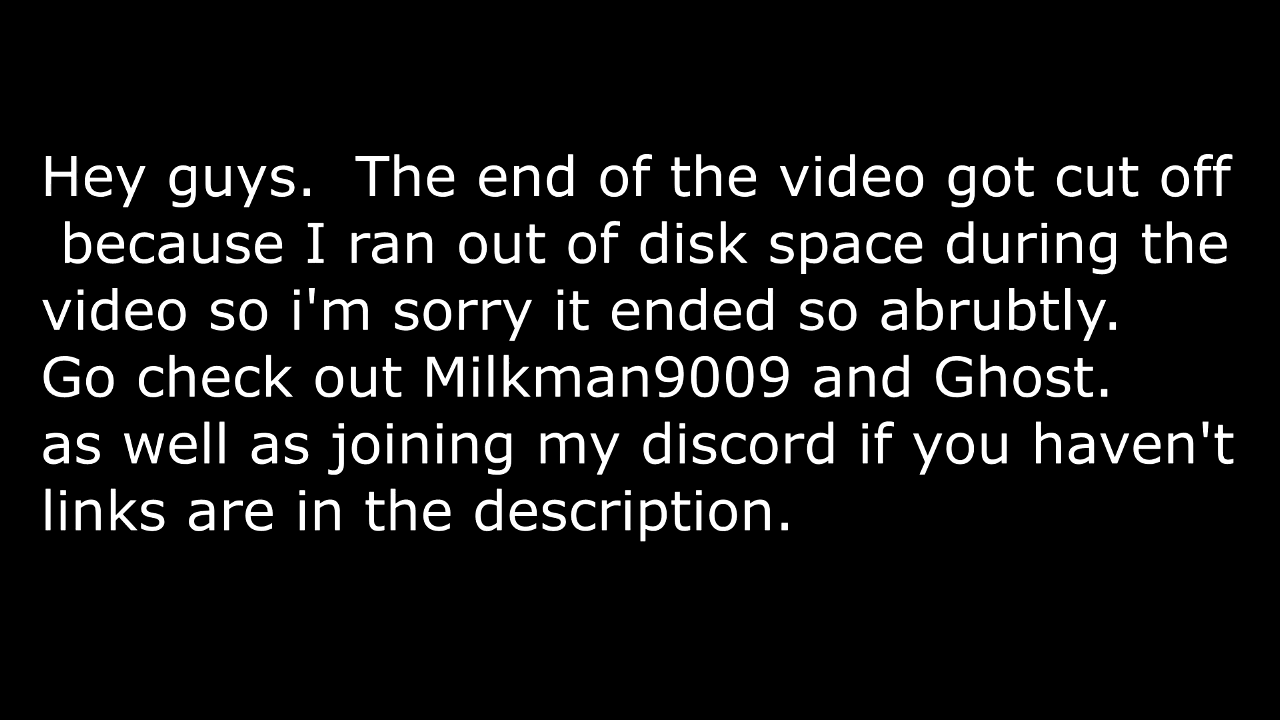 Hey guys.  The end of the video got cut off
because I ran out of disk space during the
video so i'm sorry it ended so abrubtly.
Go check out Milkman9009 and Ghost.
as well as joining my discord if you haven't
links are in the description.